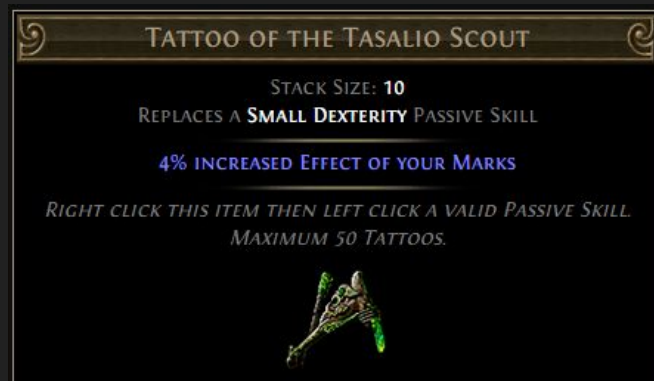 Tattoo of the Tasalio Scout
Stack Size: 10
Replaces a Small Dexterity Passive Skill
4% increased Effect of your Marks
Right click this item then left click a valid Passive Skill.
Maximum 50 Tattoos.